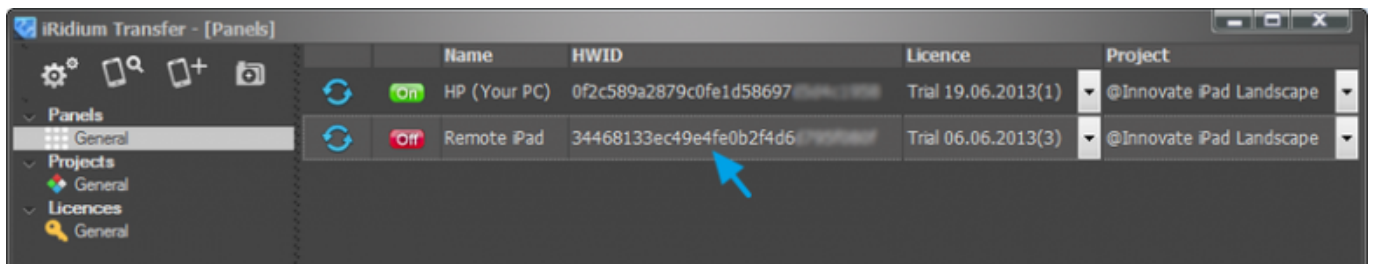 iRidium Transfer - [Panels]
Name HWID Licence Project
On HP (Your PC) 0f2c589a2879c0fe1d58697 Trial 19.06.2013(1) @Innovate iPad Landscape
Off Remote iPad 34468133ec49e4fe0b2f4d6 Trial 06.06.2013(3) @Innovate iPad Landscape
Panels
General
Projects
General
Licences
General